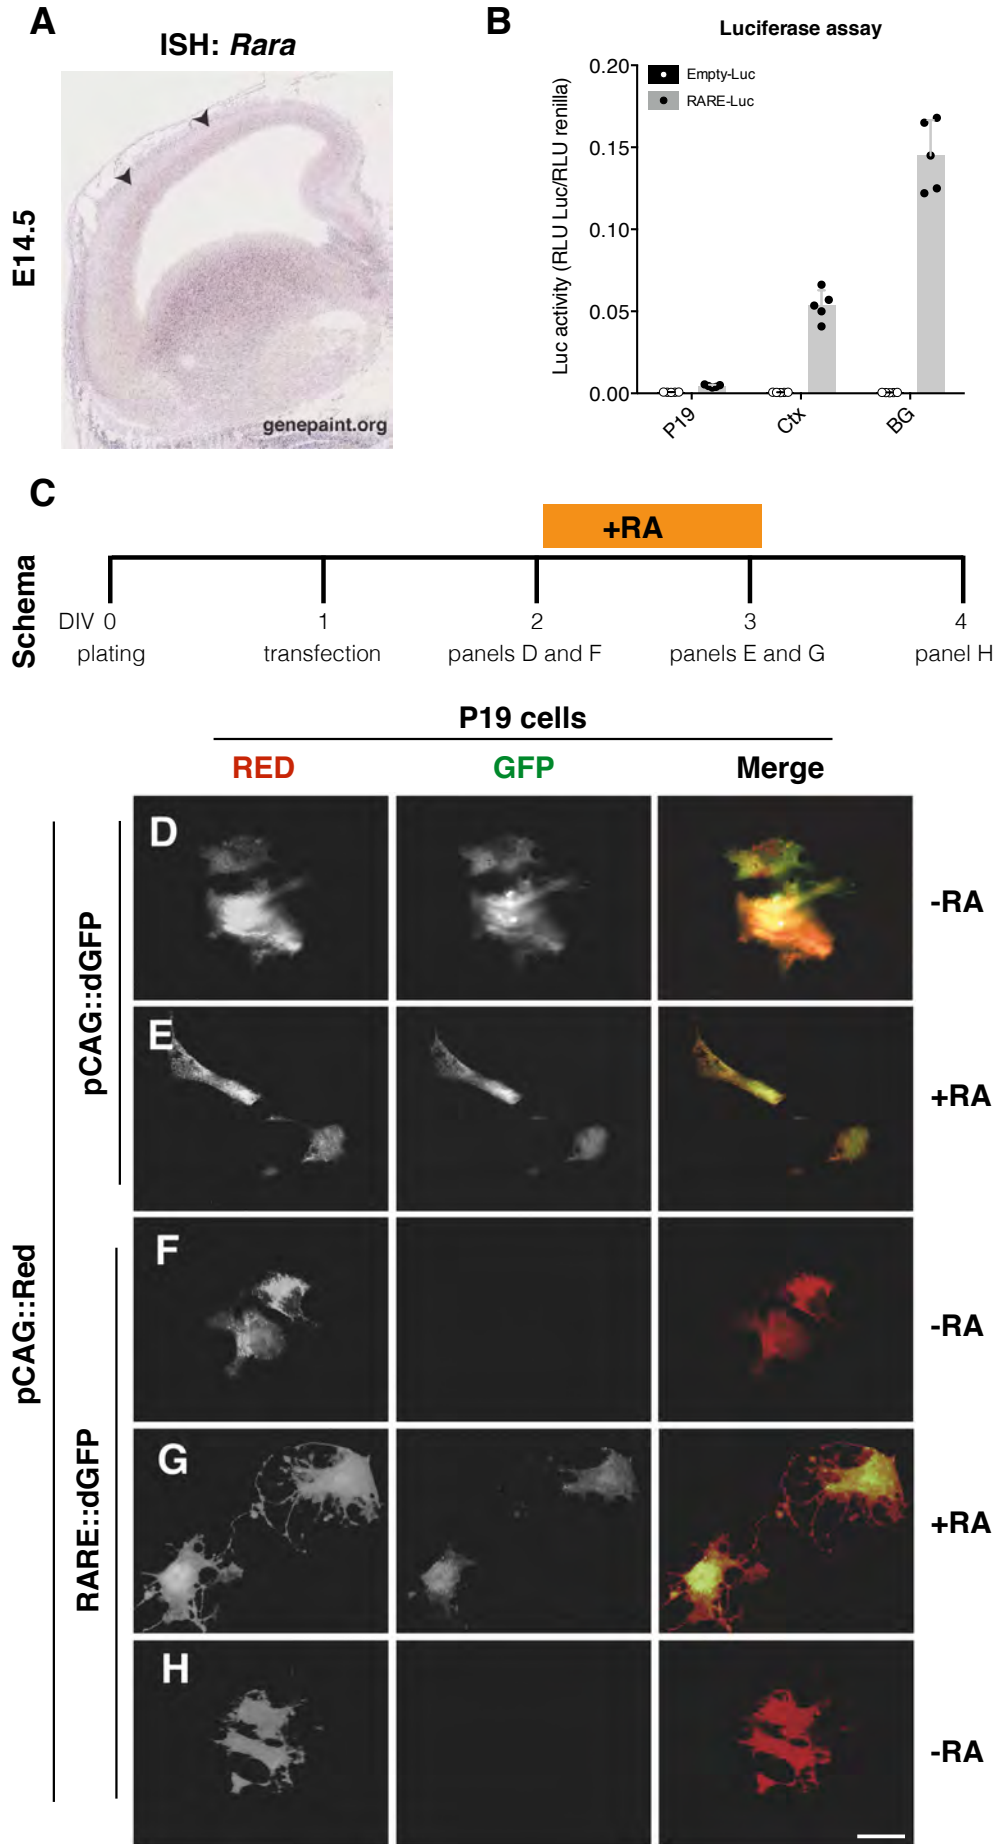 A
ISH: Rara
E14.5
genepaint.org
B
Luciferase assay
Luc activity (RLU Luc/RLU renilla)
0.20
0.15
0.10
0.05
0.00
Empty-Luc
RARE-Luc
P19
Ctx
BG
C
Schema
+RA
DIV 0 1 2 3 4
plating transfection panels D and F panels E and G panel H
P19 cells
RED GFP Merge
pCAG::Red
pCAG::dGFP
D
-RA
E
+RA
RARE::dGFP
F
-RA
G
+RA
H
-RA